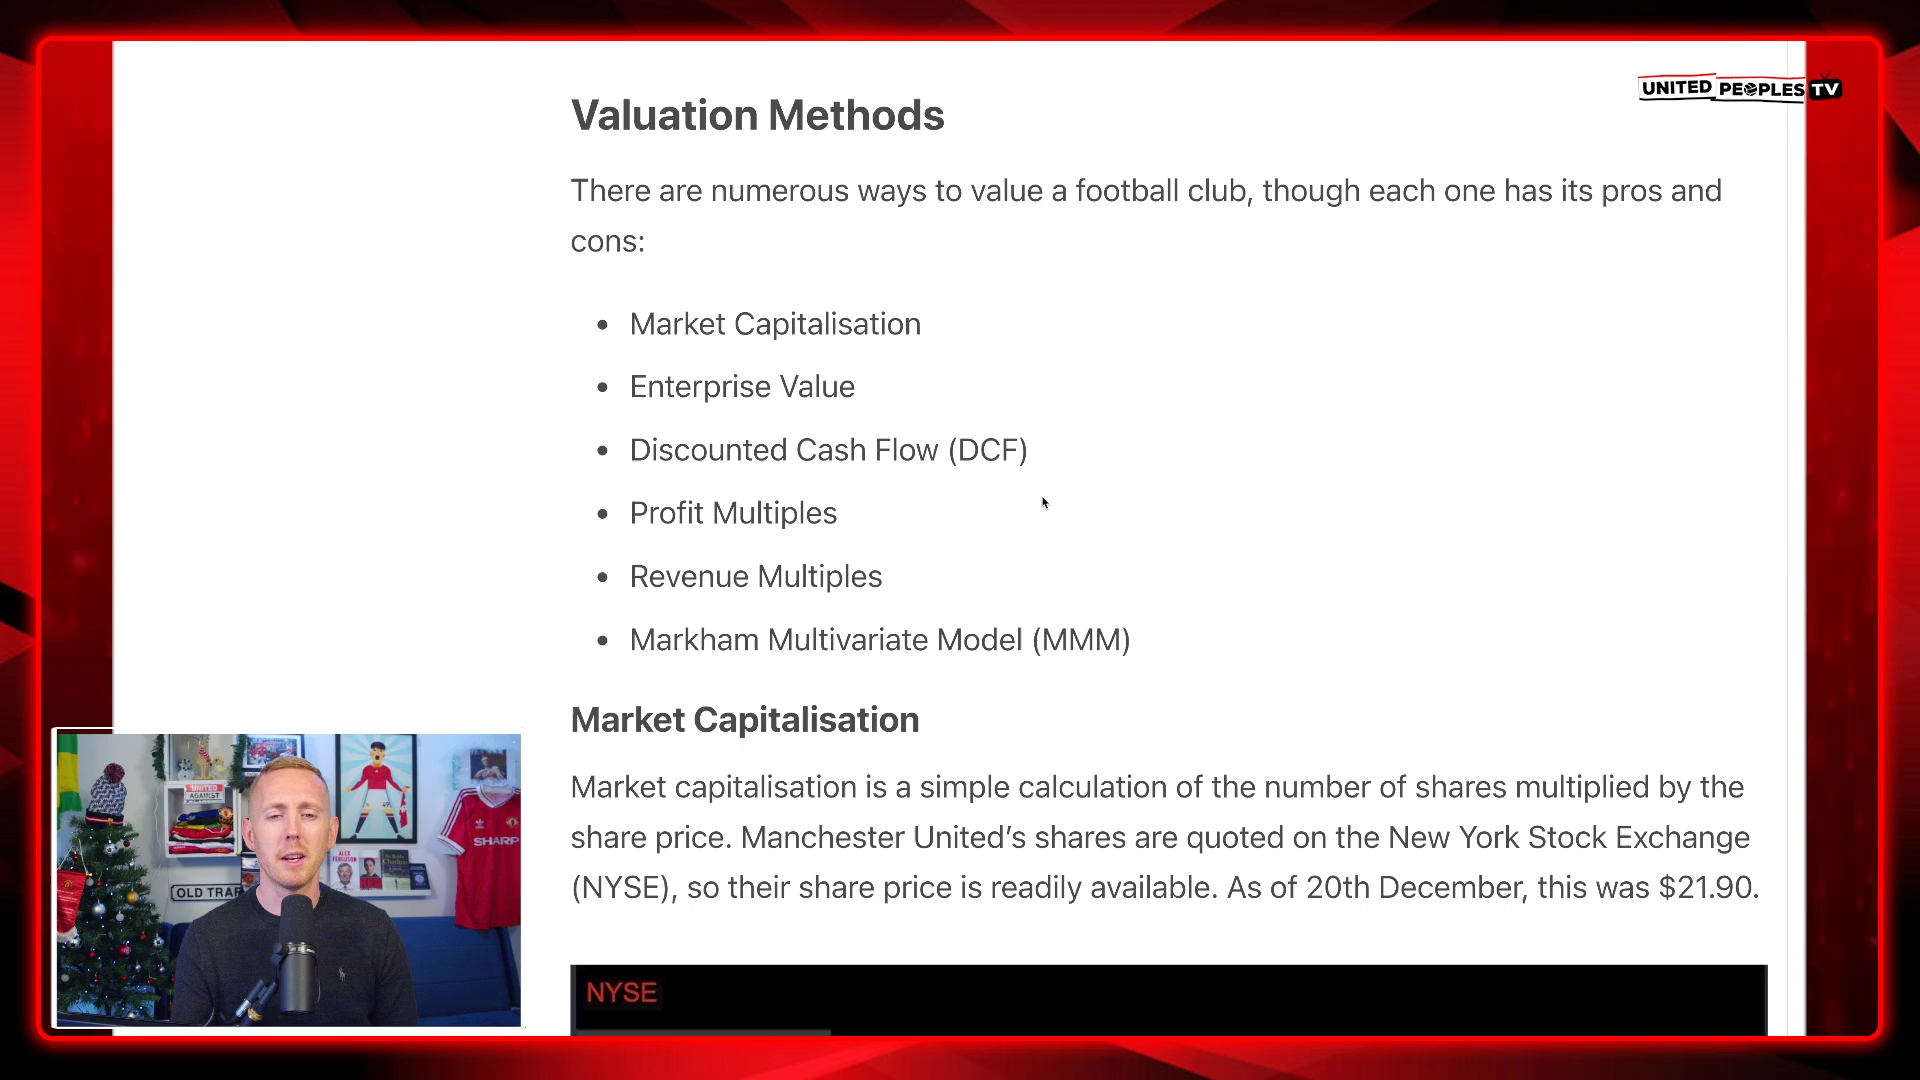 UNITED PEOPLES TV
Valuation Methods
There are numerous ways to value a football club, though each one has its pros and
cons:
• Market Capitalisation
• Enterprise Value
• Discounted Cash Flow (DCF)
• Profit Multiples
• Revenue Multiples
• Markham Multivariate Model (MMM)
Market Capitalisation
Market capitalisation is a simple calculation of the number of shares multiplied by the
share price. Manchester United’s shares are quoted on the New York Stock Exchange
(NYSE), so their share price is readily available. As of 20th December, this was $21.90.
NYSE
UNITED
AGAINST
ALEX
FERGUSON
SHARP
OLD TRAF